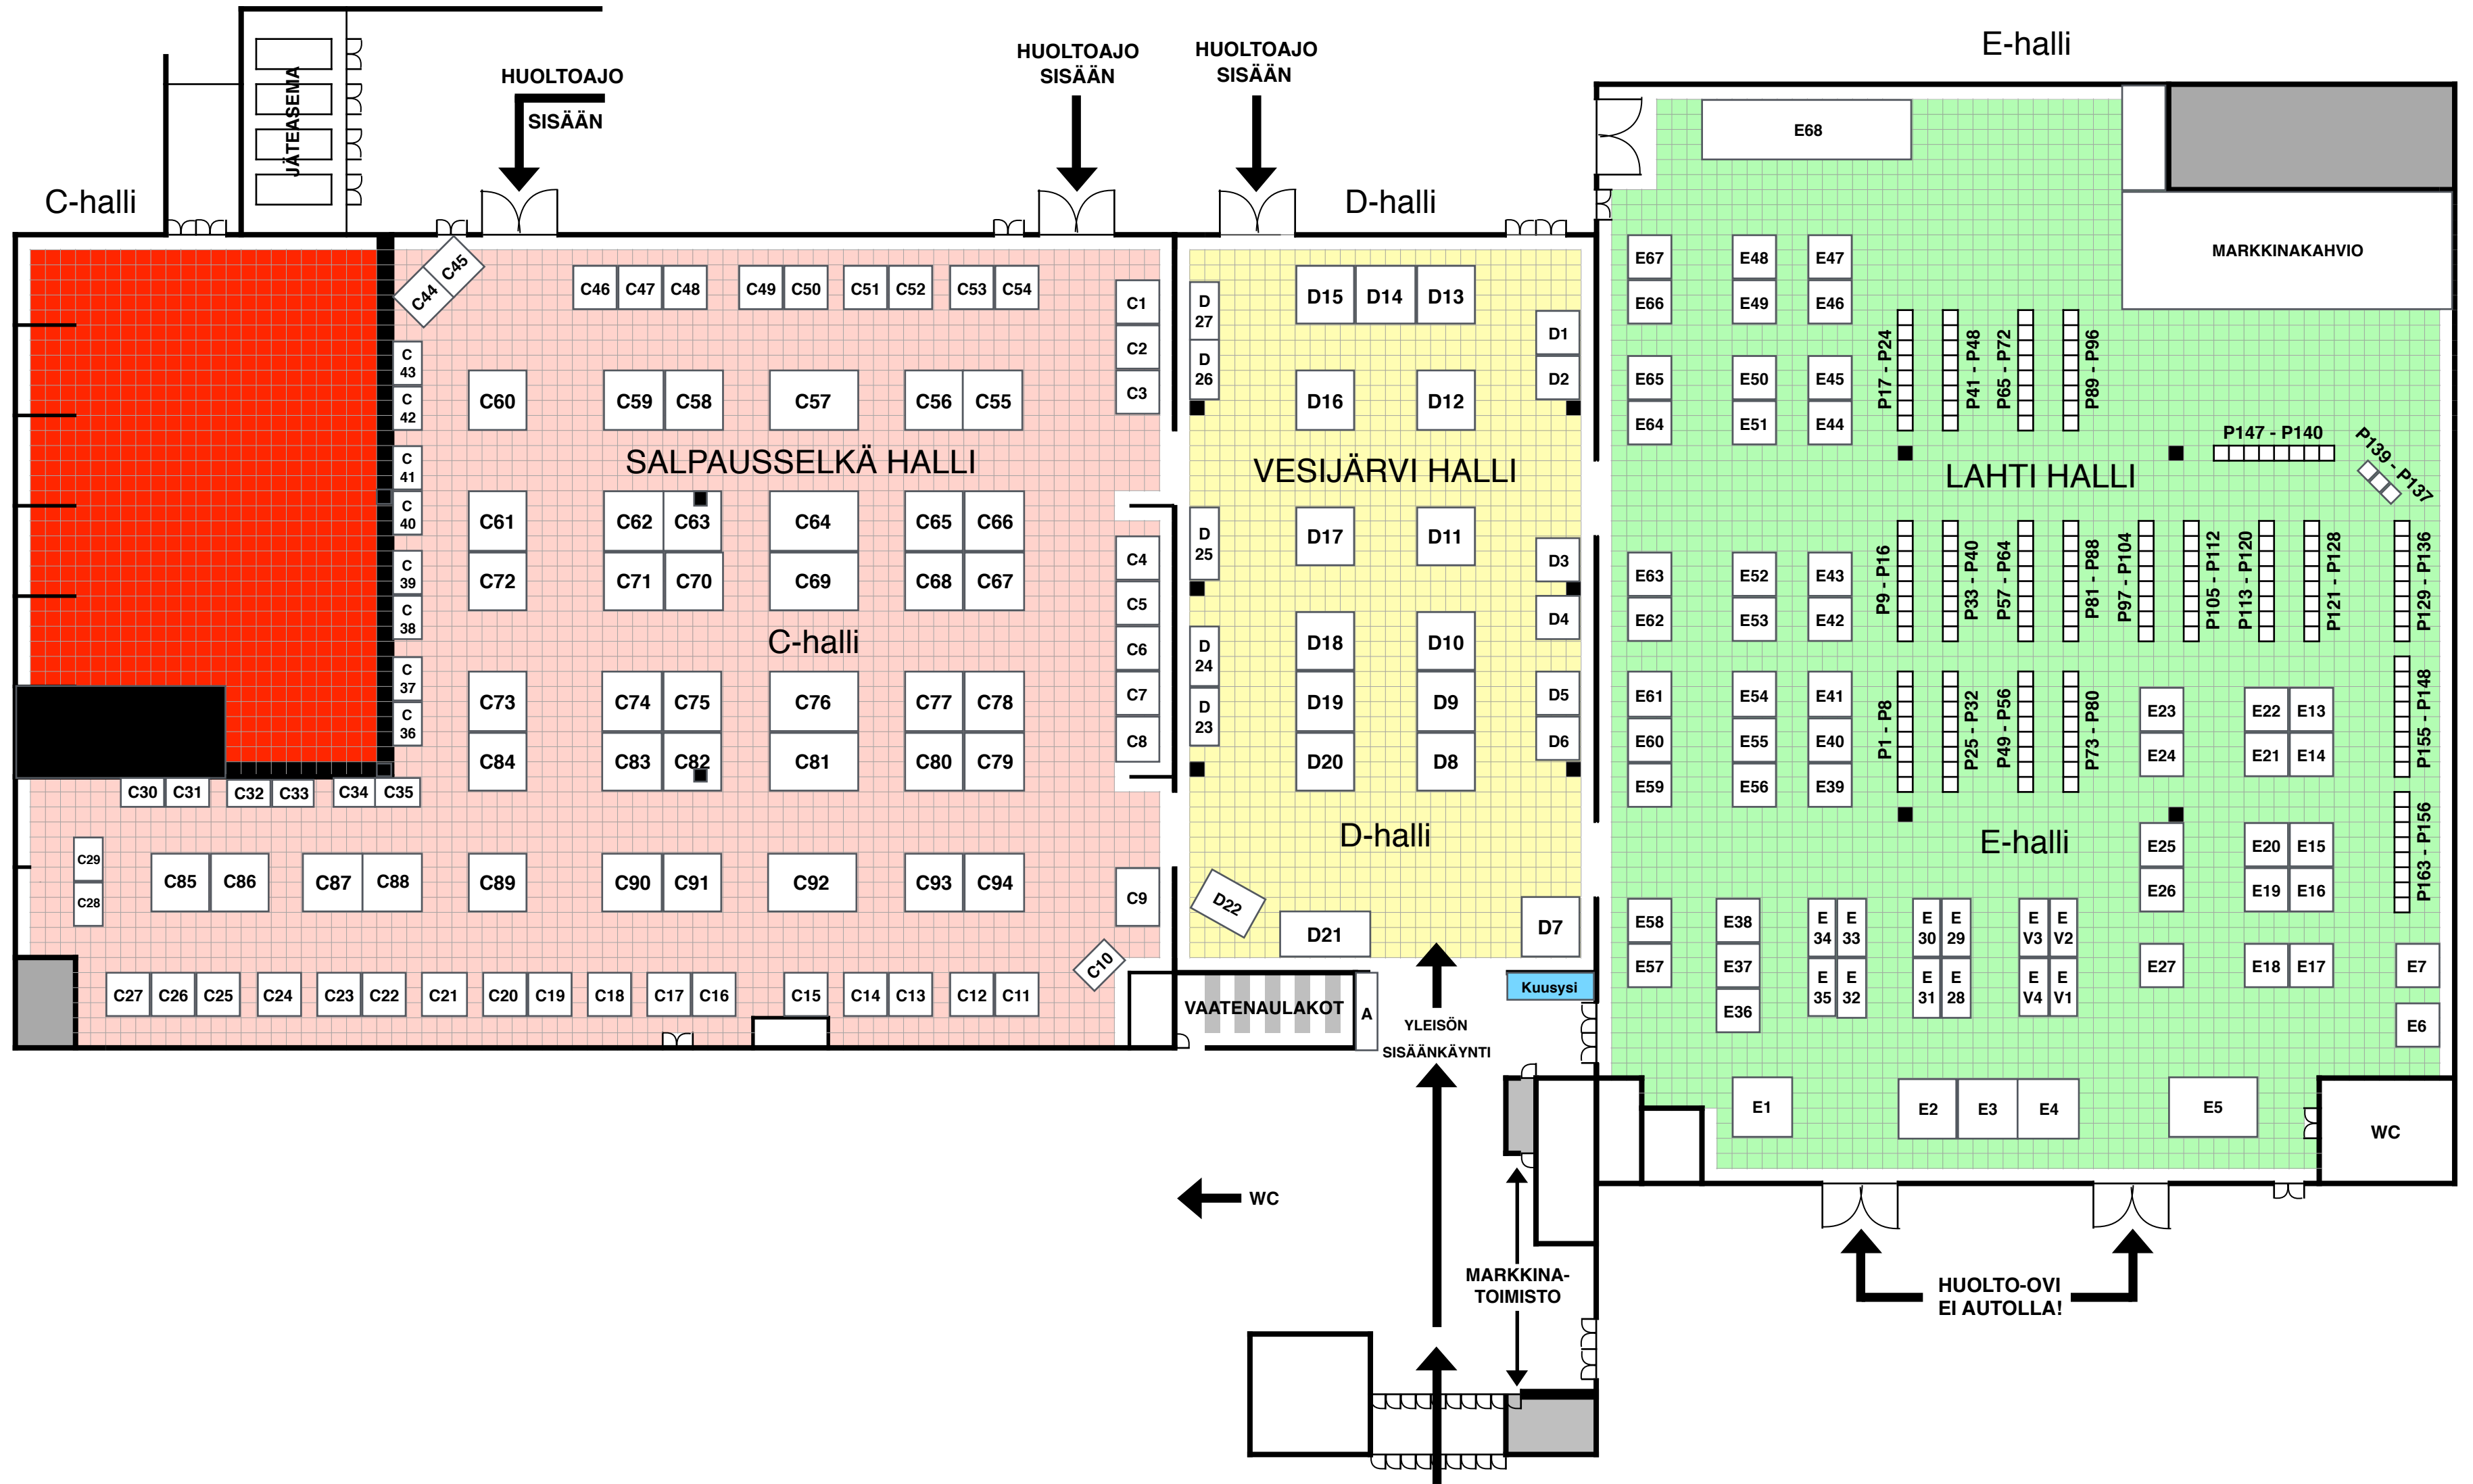 E-halli
HUOLTOAJO
SISÄÄN
HUOLTOAJO
SISÄÄN
HUOLTOAJO
SISÄÄN
JÄTEASEMA
C-halli
D-halli
E68
MARKKINAKAHVIO
C44
C45
C46 C47 C48
C49 C50
C51 C52
C53 C54
C1
C2
C3
C
43
C
42
C
41
C
40
C
39
C
38
C
37
C
36
C60
C59 C58
C57
C56 C55
SALPAUSSELKÄ HALLI
C61
C62 C63
C64
C65 C66
C72
C71 C70
C69
C68 C67
C-halli
C4
C5
C6
C7
C8
C73
C74 C75
C76
C77 C78
C84
C83 C82
C81
C80 C79
C30 C31
C32 C33
C34 C35
C29
C28
C85 C86
C87 C88
C89
C90 C91
C92
C93 C94
C9
C10
C27 C26 C25
C24
C23 C22
C21
C20 C19
C18
C17 C16
C15
C14 C13
C12 C11
D
27
D
26
D15 D14 D13
D1
D2
D16
D12
VESIJÄRVI HALLI
D
25
D17
D11
D3
D4
D
24
D
23
D18
D10
D19
D9
D20
D8
D5
D6
D-halli
D22
D21
D7
VAATENAULAKOT
A
Kuusysi
YLEISÖN
SISÄÄNKÄYNTI
WC
MARKKINA-
TOIMISTO
E67
E66
E48
E49
E47
E46
E65
E64
E50
E51
E45
E44
P17 - P24
P41 - P48
P65 - P72
P89 - P96
P147 - P140
P139 - P137
LAHTI HALLI
E63
E62
E52
E53
E43
E42
P9 - P16
P33 - P40
P57 - P64
P81 - P88
P97 - P104
P105 - P112
P113 - P120
P121 - P128
P129 - P136
E61
E60
E59
E54
E55
E56
E41
E40
E39
P1 - P8
P25 - P32
P49 - P56
P73 - P80
E23
E24
E22 E13
E21 E14
P155 - P148
P163 - P156
E-halli
E25
E26
E20 E15
E19 E16
E58
E57
E38
E37
E36
E
34
E
33
E
35
E
32
E
30
E
29
E
31
E
28
E
V3
E
V2
E
V4
E
V1
E27
E18 E17
E7
E6
E1
E2 E3 E4
E5
WC
HUOLTO-OVI
EI AUTOLLA!